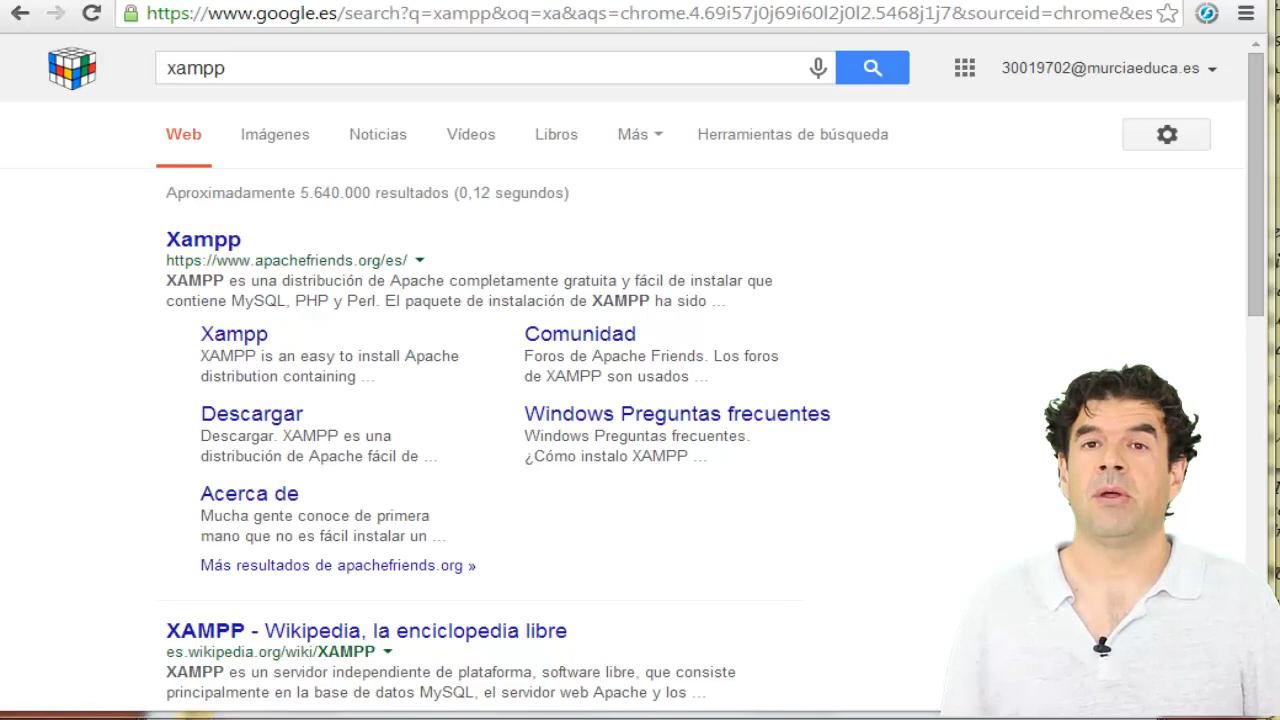 https://www.google.es/search?q=xampp&oq=xa&aqs=chrome.4.69i57j0j69i60l2j0l2.5468j1j7&sourceid=chrome&es
xampp
30019702@murciaeduca.es
Web Imágenes Noticias Vídeos Libros Más Herramientas de búsqueda
Aproximadamente 5.640.000 resultados (0,12 segundos)
Xampp
https://www.apachefriends.org/es/
XAMPP es una distribución de Apache completamente gratuita y fácil de instalar que
contiene MySQL, PHP y Perl. El paquete de instalación de XAMPP ha sido ...
Xampp
XAMPP is an easy to install Apache
distribution containing ...
Comunidad
Foros de Apache Friends. Los foros
de XAMPP son usados ...
Descargar
Descargar. XAMPP es una
distribución de Apache fácil de ...
Windows Preguntas frecuentes
Windows Preguntas frecuentes.
¿Cómo instalo XAMPP ...
Acerca de
Mucha gente conoce de primera
mano que no es fácil instalar un ...
Más resultados de apachefriends.org »
XAMPP - Wikipedia, la enciclopedia libre
es.wikipedia.org/wiki/XAMPP
XAMPP es un servidor independiente de plataforma, software libre, que consiste
principalmente en la base de datos MySQL, el servidor web Apache y los ...